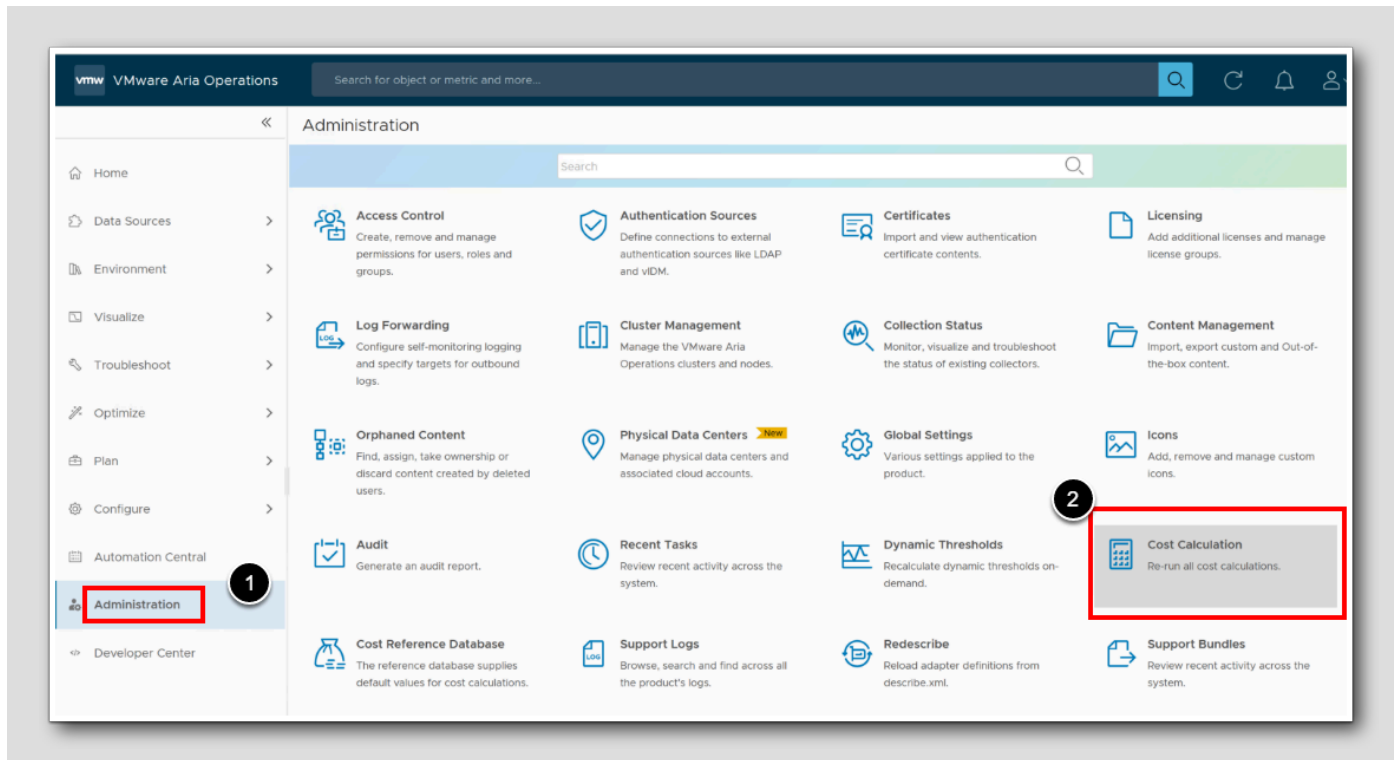 vmw VMware Aria Operations
Search for object or metric and more...
Administration
Search
Home
Data Sources
Environment
Visualize
Troubleshoot
Optimize
Plan
Configure
Automation Central
1
Administration
Developer Center
Access Control
Create, remove and manage
permissions for users, roles and
groups.
Authentication Sources
Define connections to external
authentication sources like LDAP
and vIDM.
Certificates
Import and view authentication
certificate contents.
Licensing
Add additional licenses and manage
license groups.
LOG
Log Forwarding
Configure self-monitoring logging
and specify targets for outbound
logs.
Cluster Management
Manage the VMware Aria
Operations clusters and nodes.
Collection Status
Monitor, visualize and troubleshoot
the status of existing collectors.
Content Management
Import, export custom and Out-of-
the-box content.
Orphaned Content
Find, assign, take ownership or
discard content created by deleted
users.
Physical Data Centers New
Manage physical data centers and
associated cloud accounts.
Global Settings
Various settings applied to the
product.
Icons
Add, remove and manage custom
icons.
2
Audit
Generate an audit report.
Recent Tasks
Review recent activity across the
system.
Dynamic Thresholds
Recalculate dynamic thresholds on-
demand.
Cost Calculation
Re-run all cost calculations.
Cost Reference Database
The reference database supplies
default values for cost calculations.
LOG
Support Logs
Browse, search and find across all
the product's logs.
Redescribe
Reload adapter definitions from
describe.xml.
Support Bundles
Review recent activity across the
system.